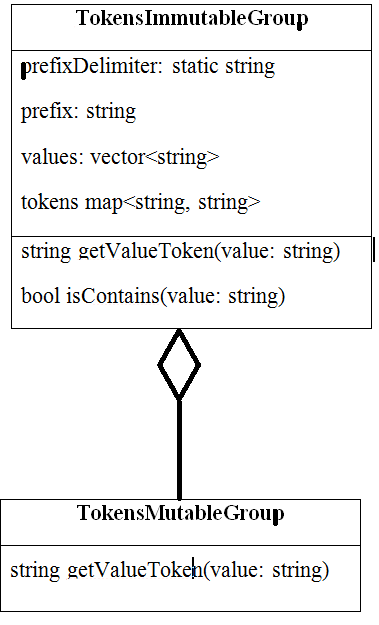 TokensImmutableGroup
prefixDelimiter: static string
prefix: string
values: vector<string>
tokens map<string, string>
string getValueToken(value: string)
bool isContains(value: string)
TokensMutableGroup
string getValueToken(value: string)